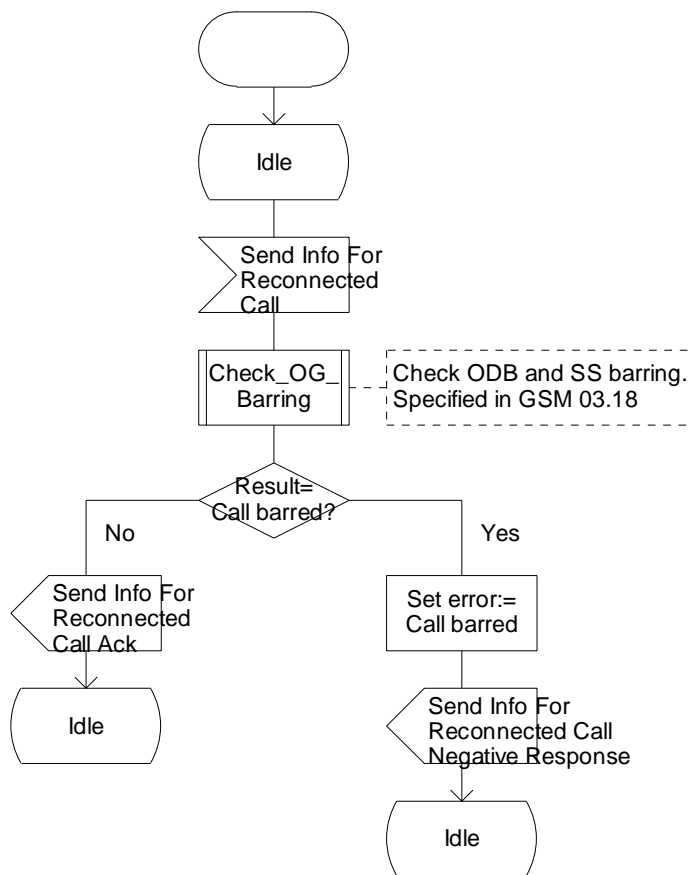 Idle
Send Info For
Reconnected
Call
Check_OG_
Barring
Check ODB and SS barring.
Specified in GSM 03.18
Result=
Call barred?
No
Yes
Send Info For
Reconnected
Call Ack
Set error:=
Call barred
Idle
Send Info For
Reconnected Call
Negative Response
Idle